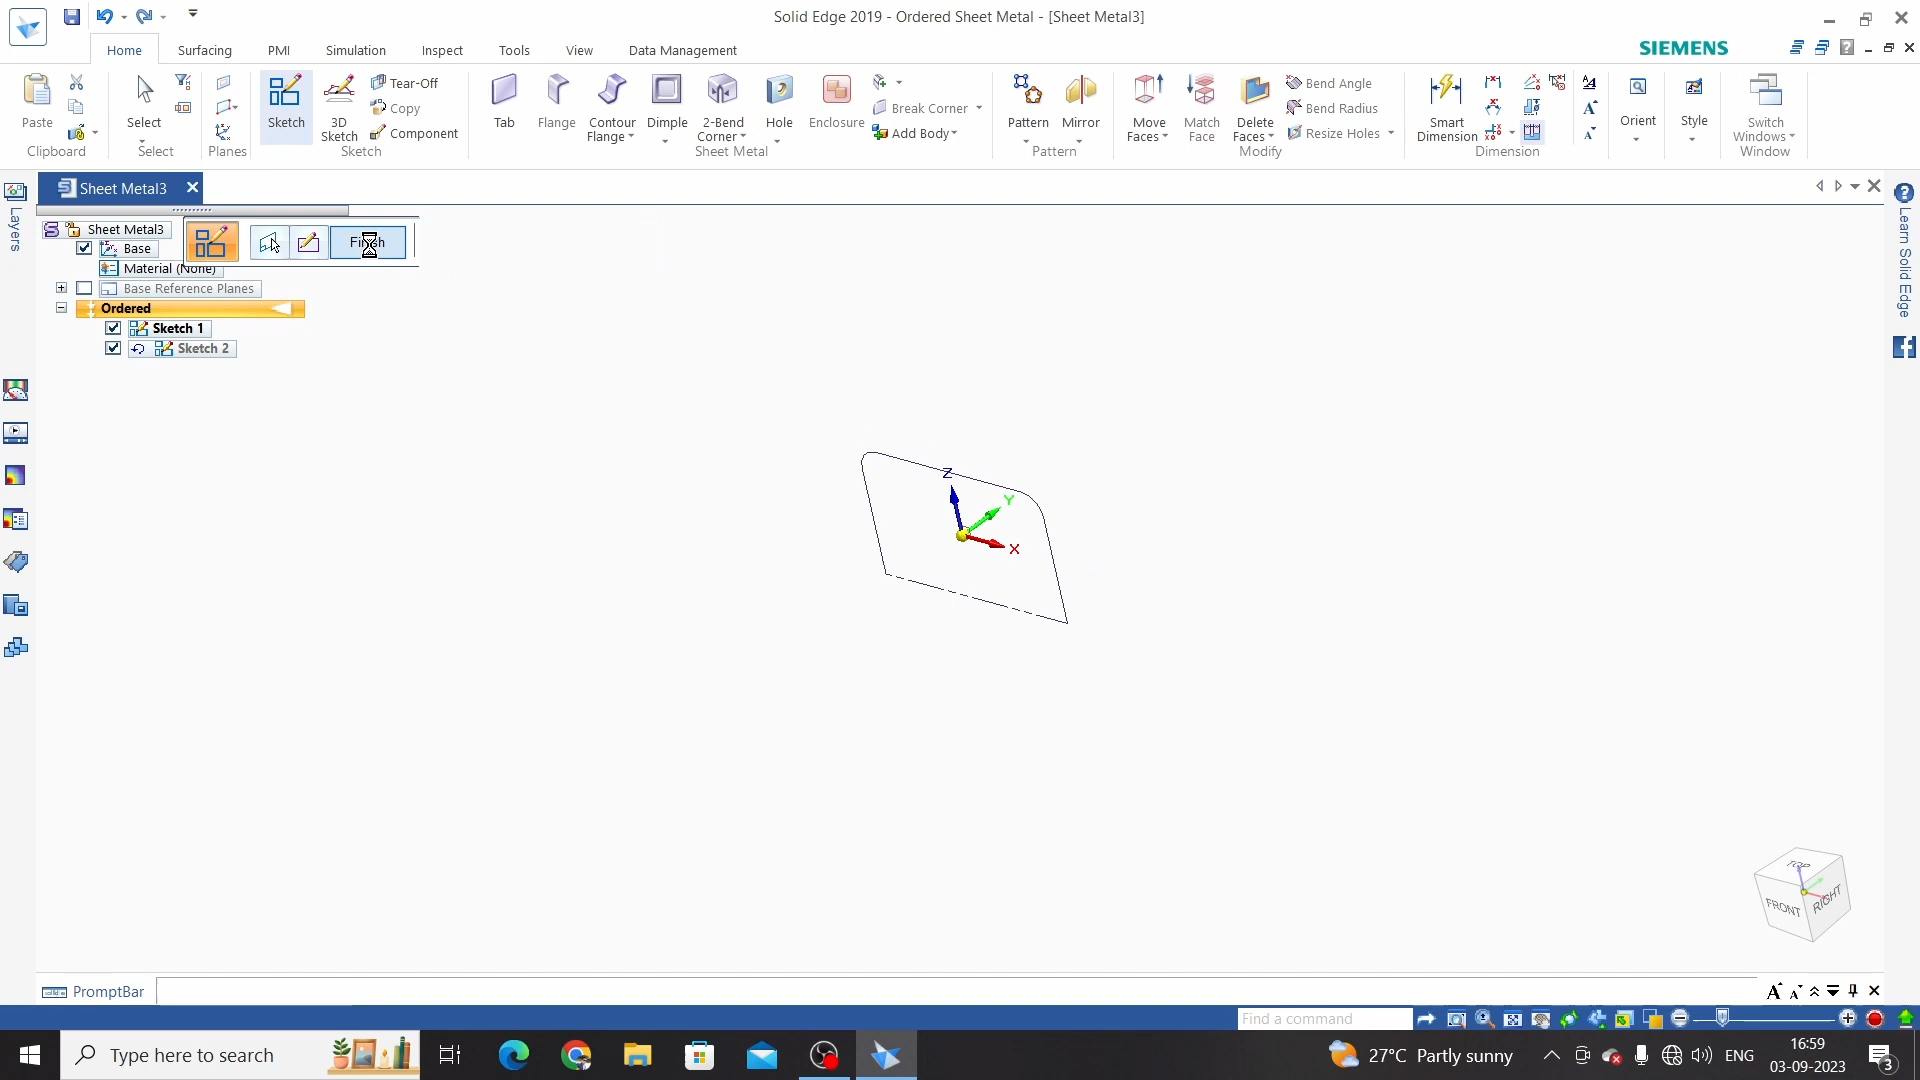 Solid Edge 2019 - Ordered Sheet Metal - [Sheet Metal3]
Home Surfacing PMI Simulation Inspect Tools View Data Management
SIEMENS
Paste
Clipboard
Select
Select
Planes
Sketch
3D Sketch
Tear-Off
Copy
Component
Sketch
Tab
Flange
Contour Flange
Dimple
2-Bend Corner
Hole
Enclosure
Break Corner
Add Body
Sheet Metal
Pattern
Mirror
Pattern
Move Faces
Match Face
Delete Faces
Bend Angle
Bend Radius
Resize Holes
Modify
Smart Dimension
Dimension
Orient
Style
Switch Windows
Window
Sheet Metal3
Layers
Learn Solid Edge
Sheet Metal3
Base
Material (None)
Base Reference Planes
Ordered
Sketch 1
Sketch 2
Z
Y
X
TOP
FRONT
RIGHT
PromptBar
Find a command
Type here to search
27°C Partly sunny
ENG
16:59
03-09-2023
3